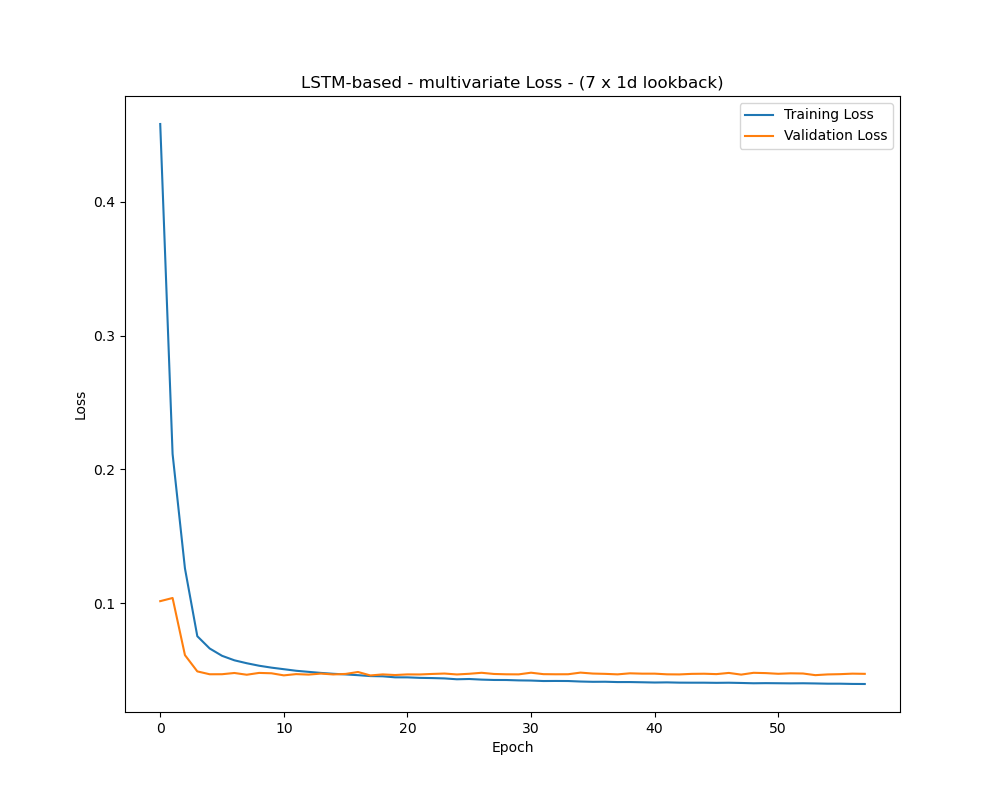 LSTM-based - multivariate Loss - (7 x 1d lookback)
Training Loss
Validation Loss
0.4
0.3
0.2
0.1
Loss
0 10 20 30 40 50
Epoch